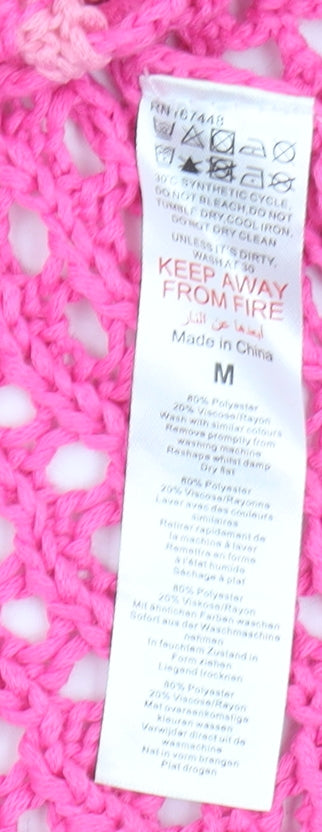 RN167448
30°C SYNTHETIC CYCLE,
DO NOT BLEACH,DO NOT
TUMBLE DRY,COOL IRON,
DO NOT DRY CLEAN
UNLESS IT'S DIRTY,
WASH AT 30
KEEP AWAY
FROM FIRE
أبعدها عن النار
Made in China
M
80% Polyester
20% Viscose/Rayon
Wash with similar colours
Remove promptly from
washing machine
Reshape whilst damp
Dry flat
80% Polyester
20% Viscose/Rayonne
Laver avec des couleurs
similaires
Retirer rapidement de
la machine à laver
Remettre en forme
à l'état humide
Séchage à plat
80% Polyester
20% Viskose/Rayon
Mit ähnlichen Farben waschen
Sofort aus der Waschmaschine
nehmen
In feuchtem Zustand in
Form ziehen
Liegend trocknen
80% Polyester
20% Viscose/Rayon
Met overeenkomstige
kleuren wassen
Verwijder direct uit de
wasmachine
Nat in vorm brengen
Plat drogen